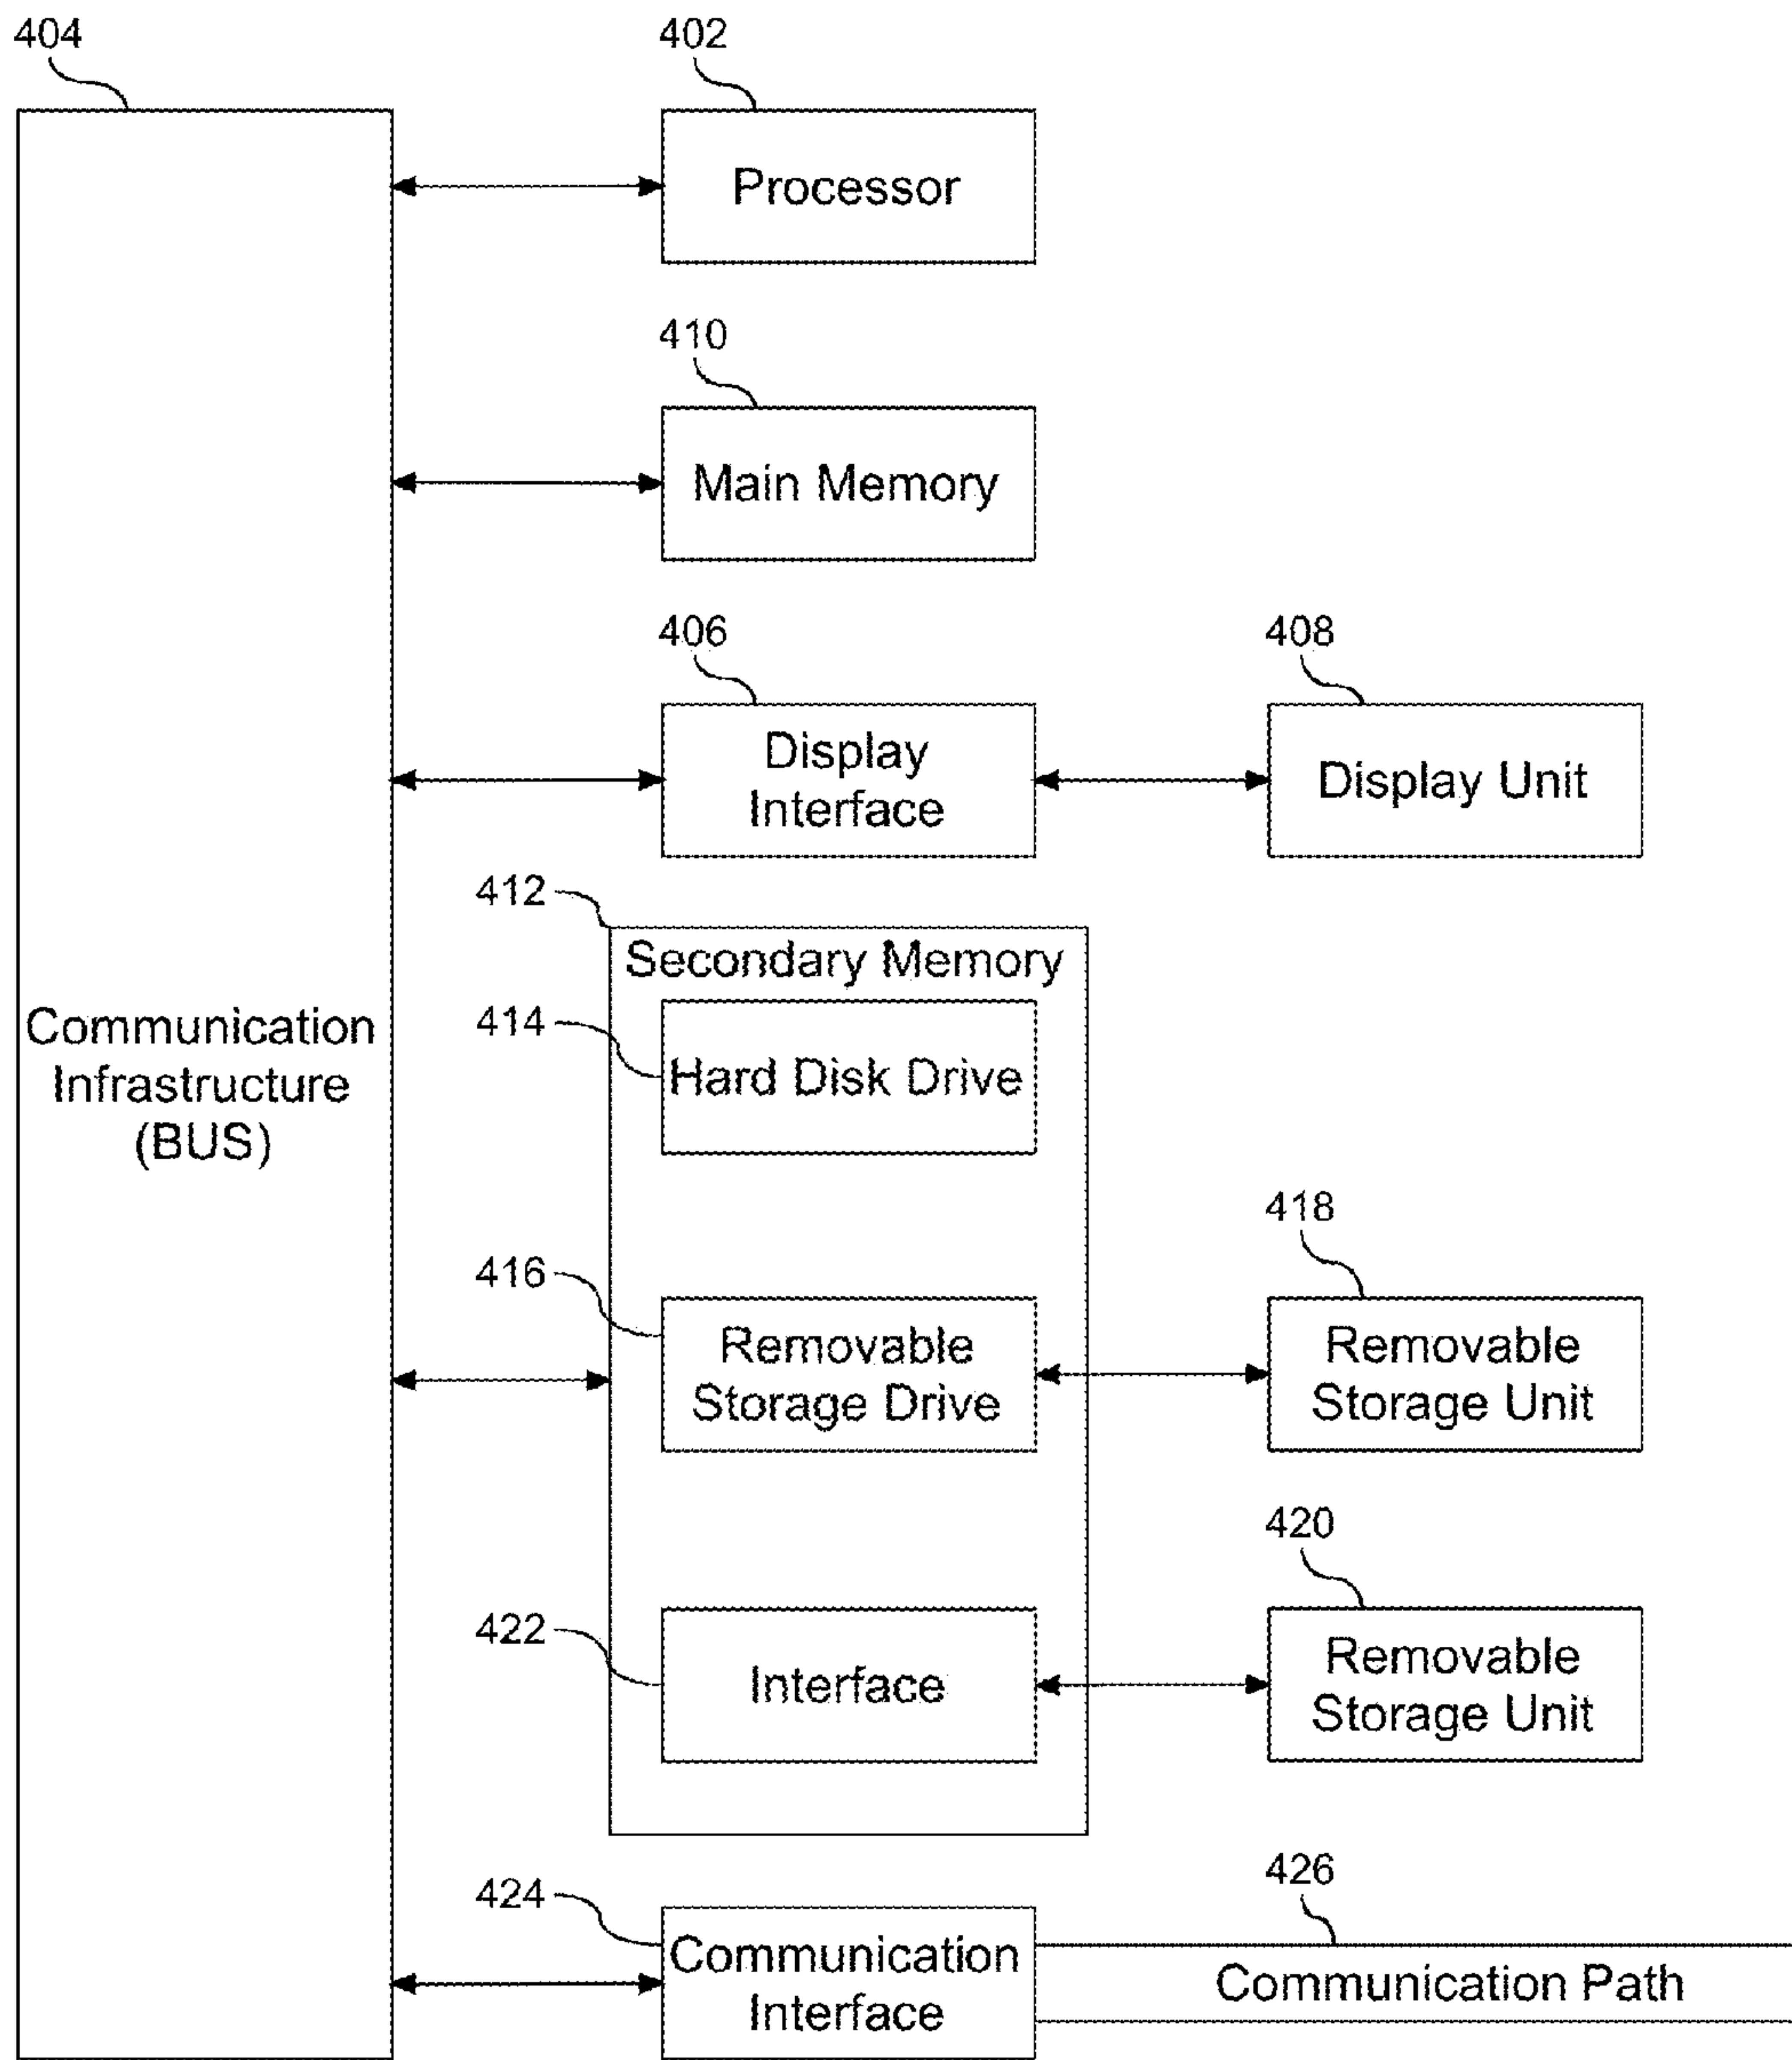 404
402
Processor
410
Main Memory
406
408
Display
Interface
Display Unit
412
Secondary Memory
414
Hard Disk Drive
Communication
Infrastructure
(BUS)
416
418
Removable
Storage Drive
Removable
Storage Unit
420
422
Interface
Removable
Storage Unit
424
426
Communication
Interface
Communication Path